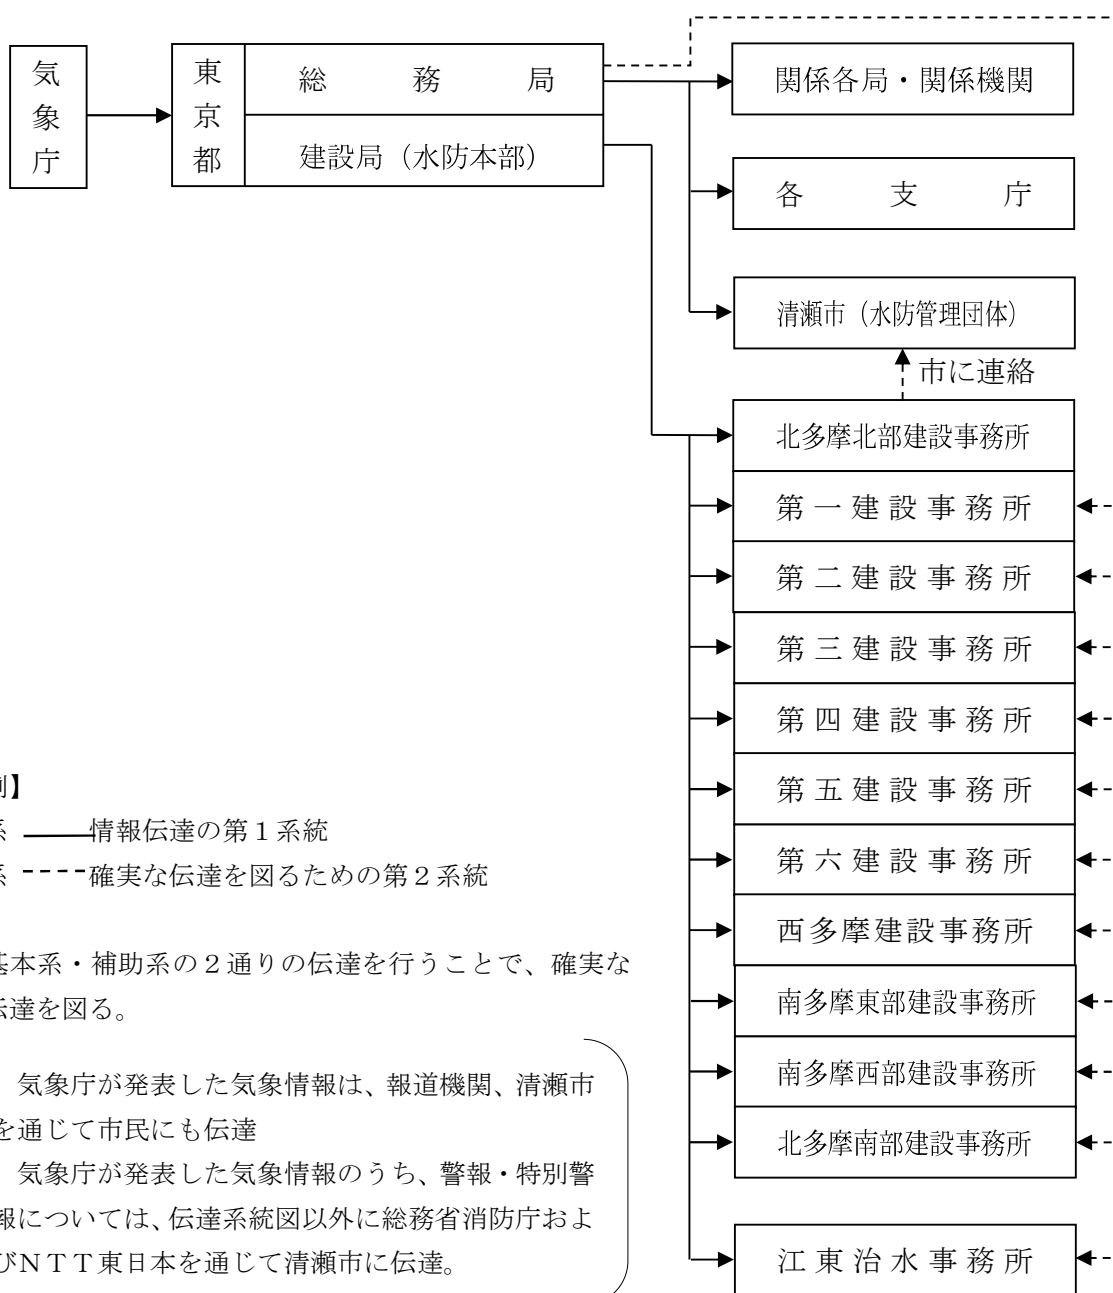 気象庁
東京都
総務局
建設局（水防本部）
関係各局・関係機関
各支庁
清瀬市（水防管理団体）
市に連絡
北多摩北部建設事務所
第一建設事務所
第二建設事務所
第三建設事務所
第四建設事務所
第五建設事務所
第六建設事務所
西多摩建設事務所
南多摩東部建設事務所
南多摩西部建設事務所
北多摩南部建設事務所
江東治水事務所
】
情報伝達の第１系統
確実な伝達を図るための第２系統
基本系・補助系の２通りの伝達を行うことで、確実な
伝達を図る。
気象庁が発表した気象情報は、報道機関、清瀬市
を通じて市民にも伝達
気象庁が発表した気象情報のうち、警報・特別警
報については、伝達系統図以外に総務省消防庁およ
びＮＴＴ東日本を通じて清瀬市に伝達。